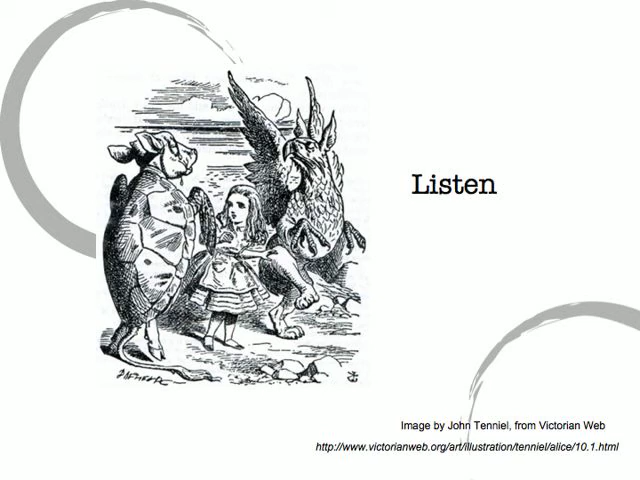 Listen
Image by John Tenniel, from Victorian Web
http://www.victorianweb.org/art/illustration/tenniel/alice/10.1.html